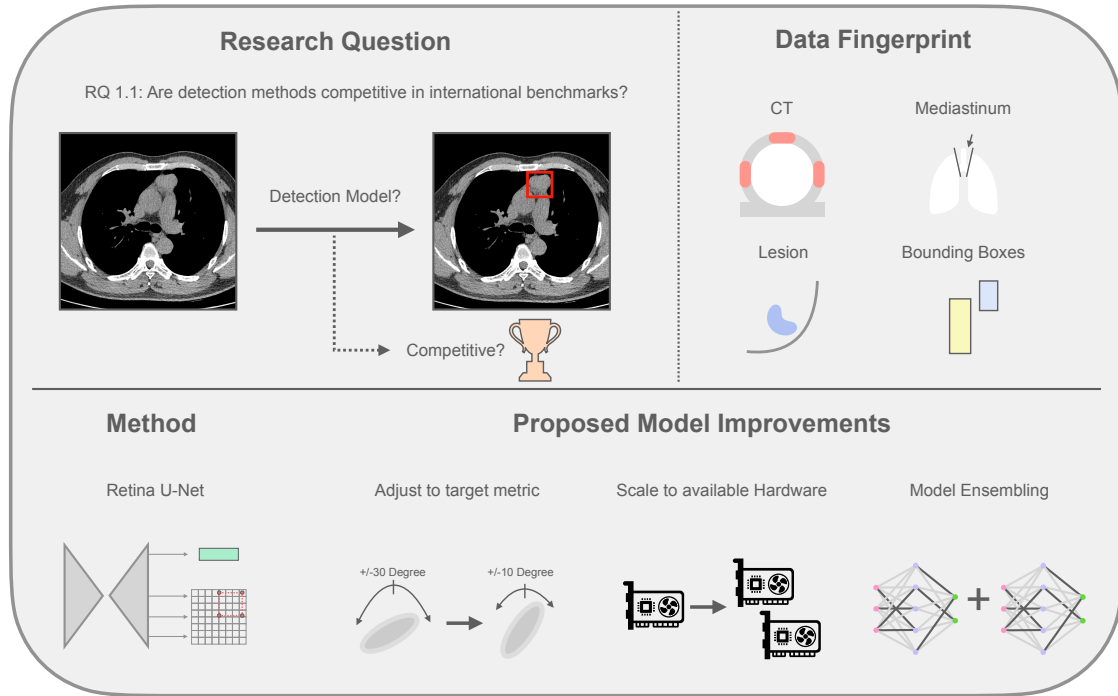 Research Question
RQ 1.1: Are detection methods competitive in international benchmarks?
Detection Model?
Competitive?
Data Fingerprint
CT
Mediastinum
Lesion
Bounding Boxes
Method
Retina U-Net
Proposed Model Improvements
Adjust to target metric
+/-30 Degree
+/-10 Degree
Scale to available Hardware
Model Ensembling
+